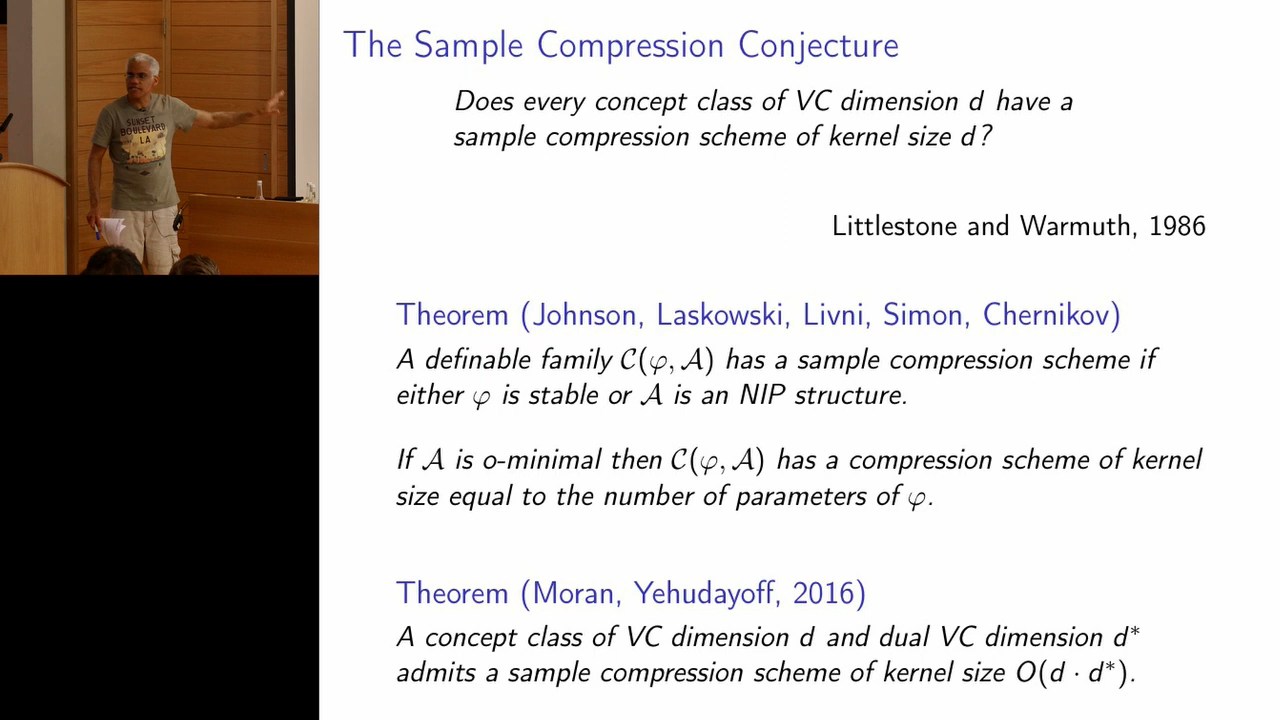 SUNSET
BOULEVARD
LA
The Sample Compression Conjecture
Does every concept class of VC dimension d have a
sample compression scheme of kernel size d?
Littlestone and Warmuth, 1986
Theorem (Johnson, Laskowski, Livni, Simon, Chernikov)
A definable family 𝒞(φ, 𝒜) has a sample compression scheme if
either φ is stable or 𝒜 is an NIP structure.
If 𝒜 is o-minimal then 𝒞(φ, 𝒜) has a compression scheme of kernel
size equal to the number of parameters of φ.
Theorem (Moran, Yehudayoff, 2016)
A concept class of VC dimension d and dual VC dimension d*
admits a sample compression scheme of kernel size O(d · d*).